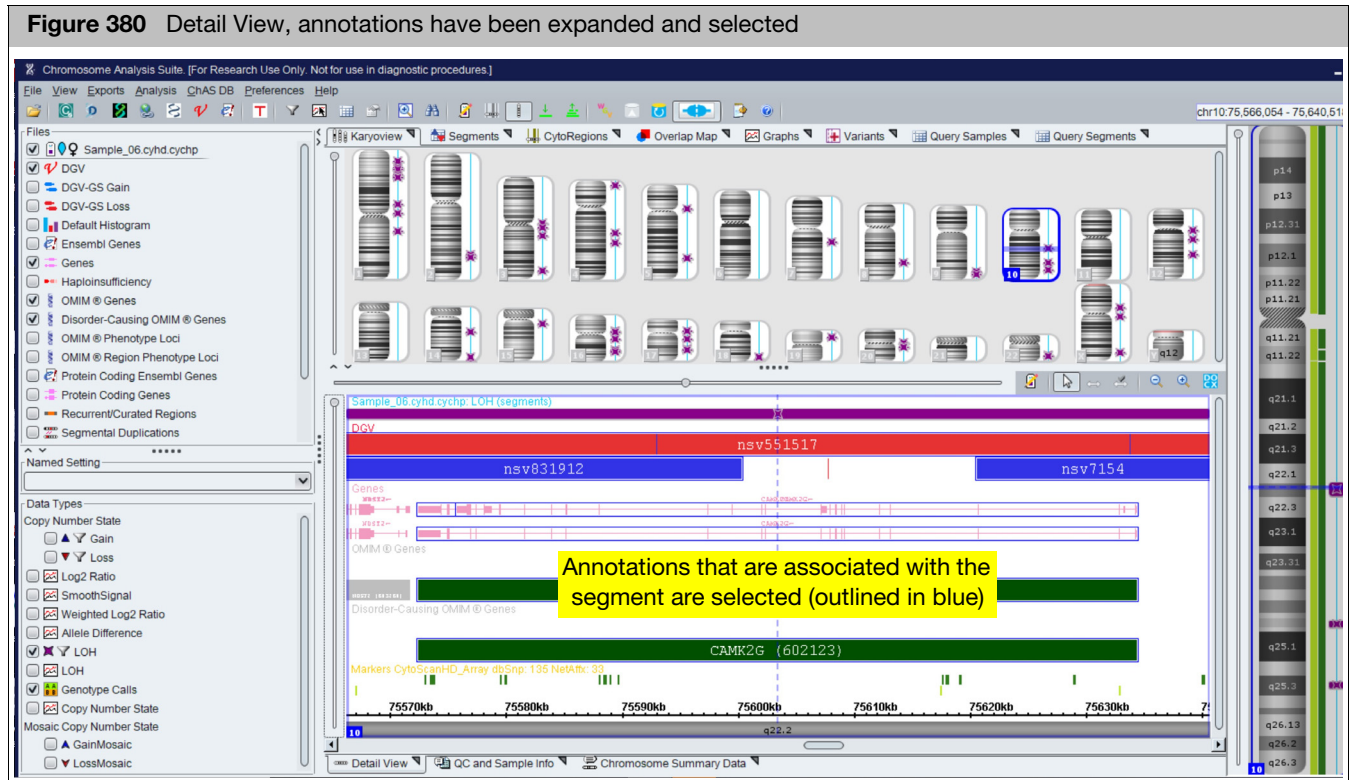 Figure 380 Detail View, annotations have been expanded and selected
Chromosome Analysis Suite. [For Research Use Only. Not for use in diagnostic procedures.]
File View Exports Analysis ChAS DB Preferences Help
chr10:75,566,054 - 75,640,51
Files
Sample_06.cyhd.cychp
DGV
DGV-GS Gain
DGV-GS Loss
Default Histogram
Ensembl Genes
Genes
Haploinsufficiency
OMIM ® Genes
Disorder-Causing OMIM ® Genes
OMIM ® Phenotype Loci
OMIM ® Region Phenotype Loci
Protein Coding Ensembl Genes
Protein Coding Genes
Recurrent/Curated Regions
Segmental Duplications
Named Setting
Data Types
Copy Number State
Gain
Loss
Log2 Ratio
SmoothSignal
Weighted Log2 Ratio
Allele Difference
LOH
LOH
Genotype Calls
Copy Number State
Mosaic Copy Number State
GainMosaic
LossMosaic
Karyoview Segments CytoRegions Overlap Map Graphs Variants Query Samples Query Segments
10
q12
Sample_06.cyhd.cychp: LOH (segments)
DGV
nsv551517
nsv831912 nsv7154
Genes
OMIM ® Genes
Annotations that are associated with the
segment are selected (outlined in blue)
Disorder-Causing OMIM ® Genes
CAMK2G (602123)
Markers CytoScanHD_Array dbSnp: 135 NetAffx: 33
75570kb 75580kb 75590kb 75600kb 75610kb 75620kb 75630kb
10 q22.2
Detail View QC and Sample Info Chromosome Summary Data
p14
p13
p12.31
p12.1
p11.22
p11.21
q11.21
q11.22
q21.1
q21.2
q21.3
q22.1
q22.3
q23.1
q23.31
q25.1
q25.3
q26.13
q26.2
q26.3
10